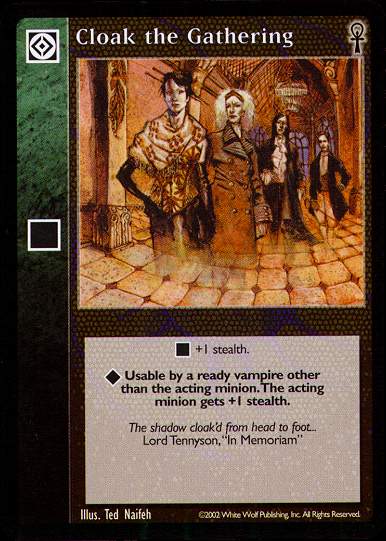 Cloak the Gathering
+1 stealth.
Usable by a ready vampire other
than the acting minion.The acting
minion gets +1 stealth.
The shadow cloak'd from head to foot...
Lord Tennyson,"In Memoriam"
Illus. Ted Naifeh
©2002 White Wolf Publishing, Inc. All Rights Reserved.